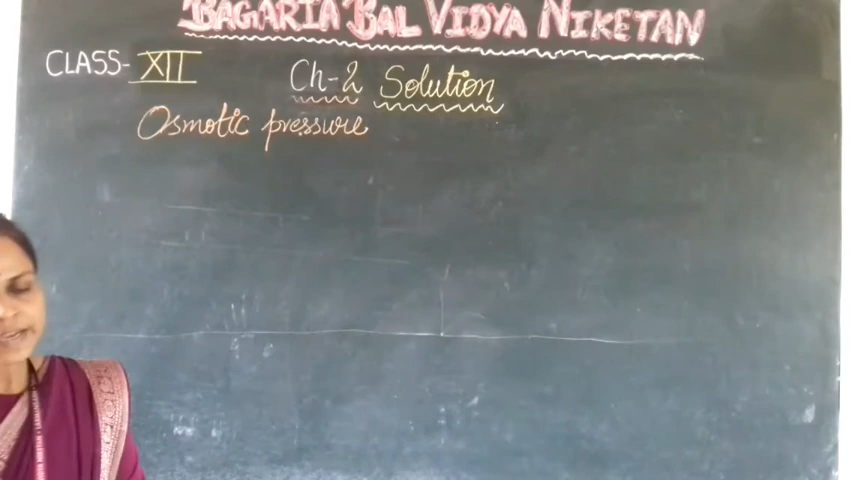 BAGARIA BAL VIDYA NIKETAN
CLASS-XII
Ch-2 Solution
Osmotic pressure